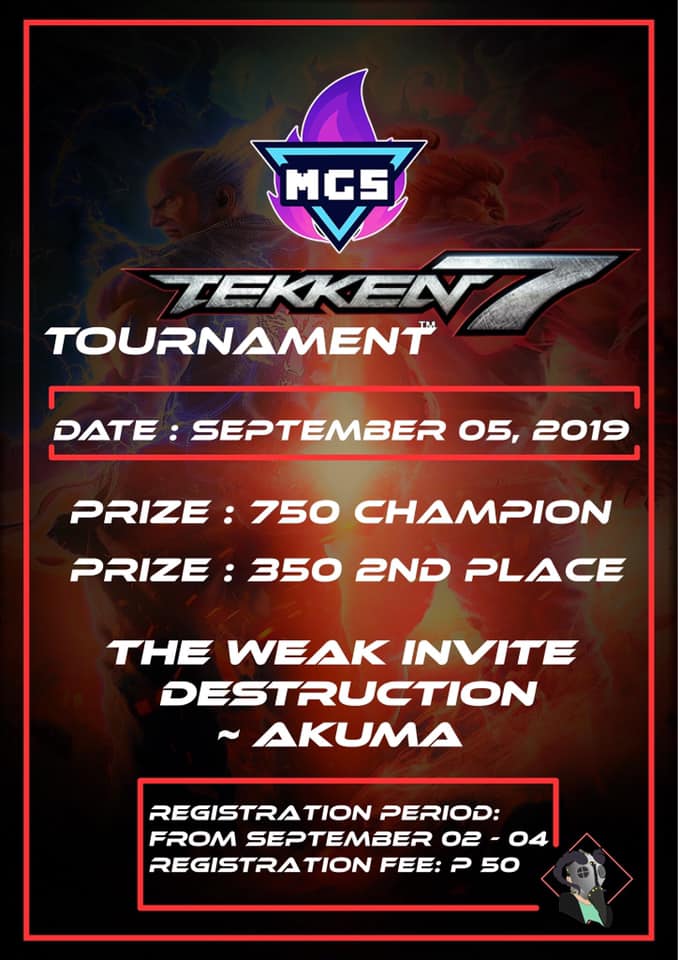 MGS
TEKKEN 7
TOURNAMENT™
DATE : SEPTEMBER 05, 2019
PRIZE : 750 CHAMPION
PRIZE : 350 2ND PLACE
THE WEAK INVITE
DESTRUCTION
~ AKUMA
REGISTRATION PERIOD:
FROM SEPTEMBER 02 - 04
REGISTRATION FEE: P 50